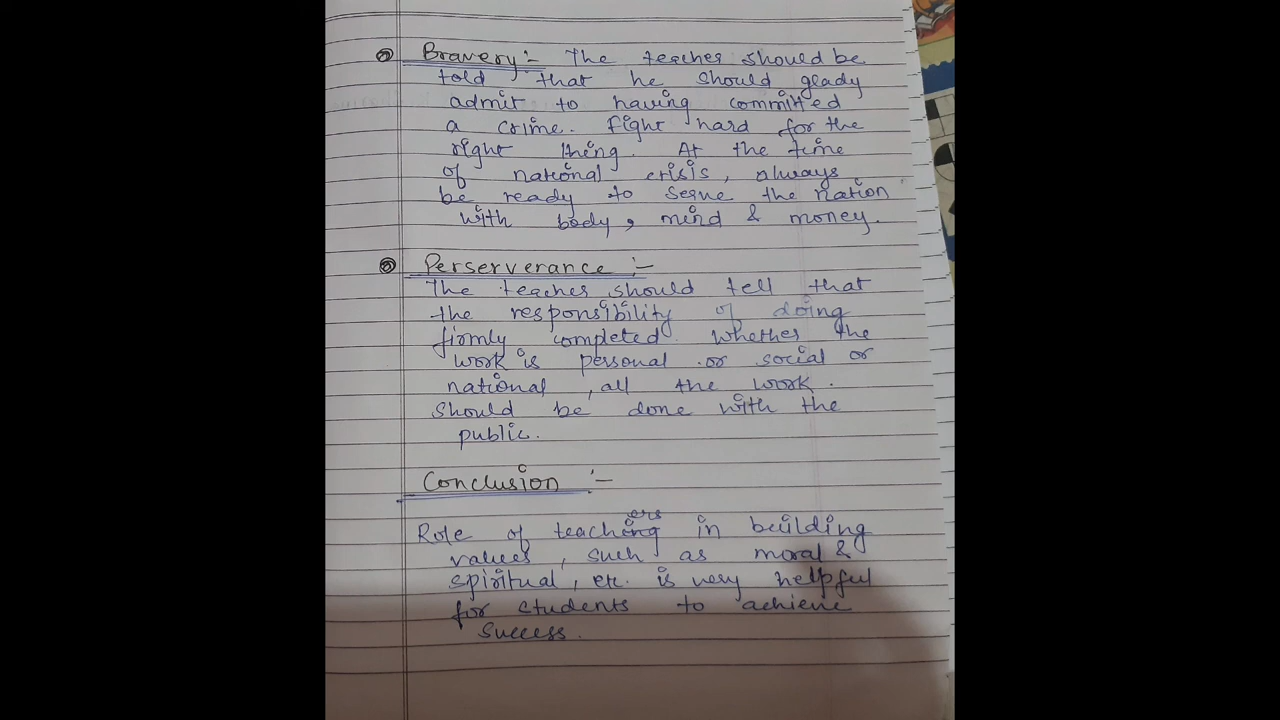 Bravery :- The teacher should be
told that he should glady
admit to having committed
a crime. Fight hard for the
right thing. At the time
of national crisis, always
be ready to serve the nation
with body, mind & money.
Perserverance :-
The teacher should tell that
the responsibility of doing
firmly completed. Whether the
work is personal or social or
national, all the work.
should be done with the
public.
Conclusion :-
ers
Role of teaching in building
values, such as moral &
spiritual, etc. is very helpful
for students to achieve
success.